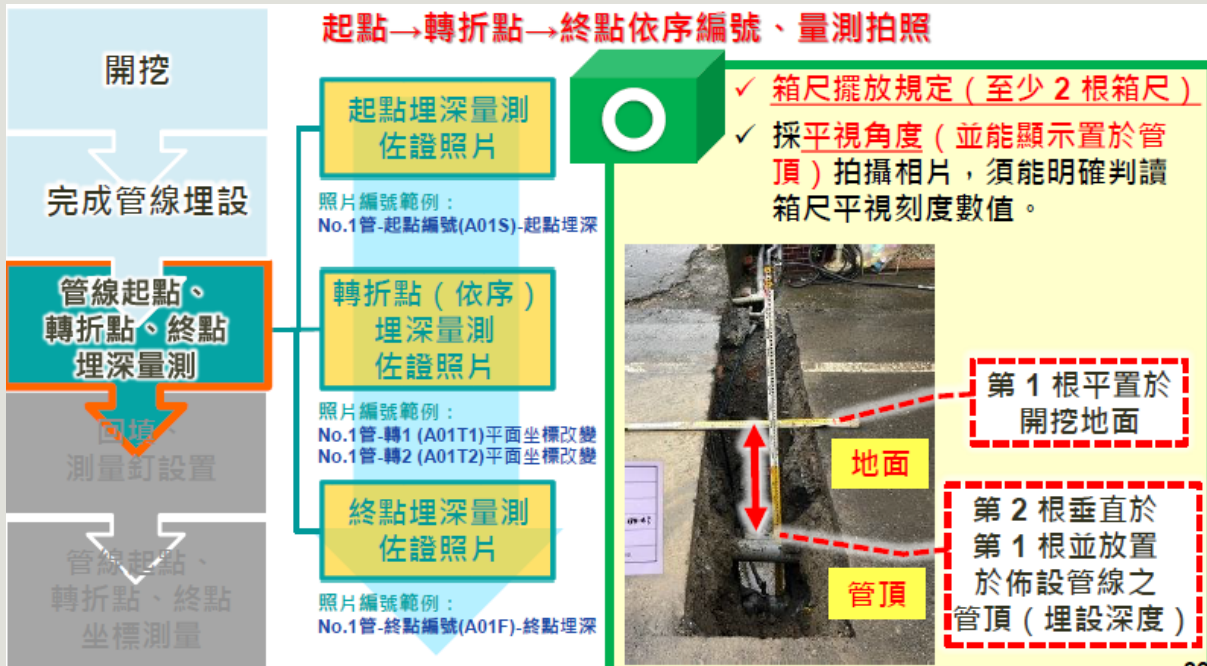 起點→轉折點→終點依序編號、量測拍照
開挖
完成管線埋設
管線起點、
轉折點、終點
埋深量測
回填、
測量釘設置
管線起點、
轉折點、終點
坐標測量
起點埋深量測
佐證照片
照片編號範例：
No.1管-起點編號(A01S)-起點埋深
轉折點（依序）
埋深量測
佐證照片
照片編號範例：
No.1管-轉1 (A01T1)平面坐標改變
No.1管-轉2 (A01T2)平面坐標改變
終點埋深量測
佐證照片
照片編號範例：
No.1管-終點編號(A01F)-終點埋深
✓ 箱尺擺放規定（至少 2 根箱尺）
✓ 採平視角度（並能顯示置於管
頂）拍攝相片，須能明確判讀
箱尺平視刻度數值。
第 1 根平置於
開挖地面
地面
第 2 根垂直於
第 1 根並放置
於佈設管線之
管頂（埋設深度）
管頂